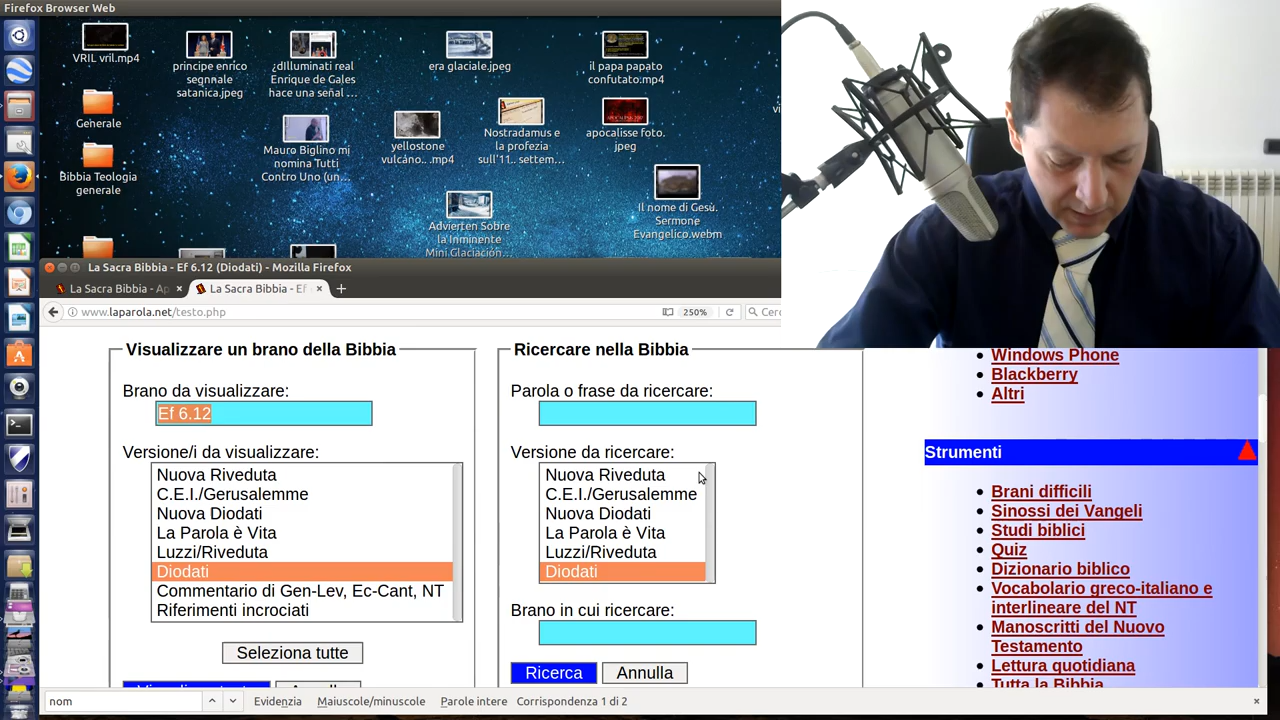 Firefox Browser Web
VRIL vril.mp4
principe enrico
segnnale
satanica.jpeg
¿dIlluminati real
Enrique de Gales
hace una señal ...
era glaciale.jpeg
il papa papato
confutato.mp4
Generale
Mauro Biglino mi
nomina Tutti
Contro Uno (un...
yellostone
vulcano.. .mp4
Nostradamus e
la profezia
sull'11.. settem...
apocalisse foto.
jpeg
Bibbia Teologia
generale
Advierten Sobre
la Inminente
Mini Glaciación...
Il nome di Gesù.
Sermone
Evangelico.webm
La Sacra Bibbia - Ef 6.12 (Diodati) - Mozilla Firefox
La Sacra Bibbia - Ap
La Sacra Bibbia - Ef
www.laparola.net/testo.php
250%
Cerc
Visualizzare un brano della Bibbia
Brano da visualizzare:
Ef 6.12
Versione/i da visualizzare:
Nuova Riveduta
C.E.I./Gerusalemme
Nuova Diodati
La Parola è Vita
Luzzi/Riveduta
Diodati
Commentario di Gen-Lev, Ec-Cant, NT
Riferimenti incrociati
Seleziona tutte
Ricercare nella Bibbia
Parola o frase da ricercare:
Versione da ricercare:
Nuova Riveduta
C.E.I./Gerusalemme
Nuova Diodati
La Parola è Vita
Luzzi/Riveduta
Diodati
Brano in cui ricercare:
Ricerca
Annulla
Windows Phone
Blackberry
Altri
Strumenti
Brani difficili
Sinossi dei Vangeli
Studi biblici
Quiz
Dizionario biblico
Vocabolario greco-italiano e
interlineare del NT
Manoscritti del Nuovo
Testamento
Lettura quotidiana
Tutta la Bibbia
nom
Evidenzia
Maiuscole/minuscole
Parole intere
Corrispondenza 1 di 2